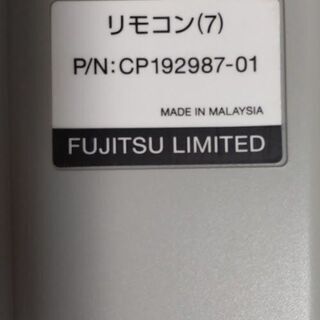 リモコン(7)
P/N:CP192987-01
MADE IN MALAYSIA
FUJITSU LIMITED